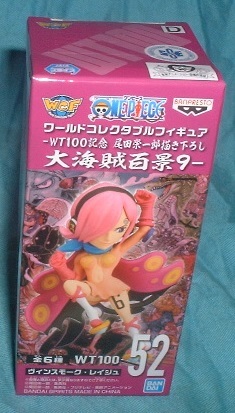 WCF ONE PIECE BANPRESTO
ワールドコレクタブルフィギュア
-WT100記念 尾田栄一郎描き下ろし
大海賊百景9-
全6種 WT100-52
ヴィンスモーク・レイジュ
BANDAI SPIRITS MADE IN CHINA
BANDAI